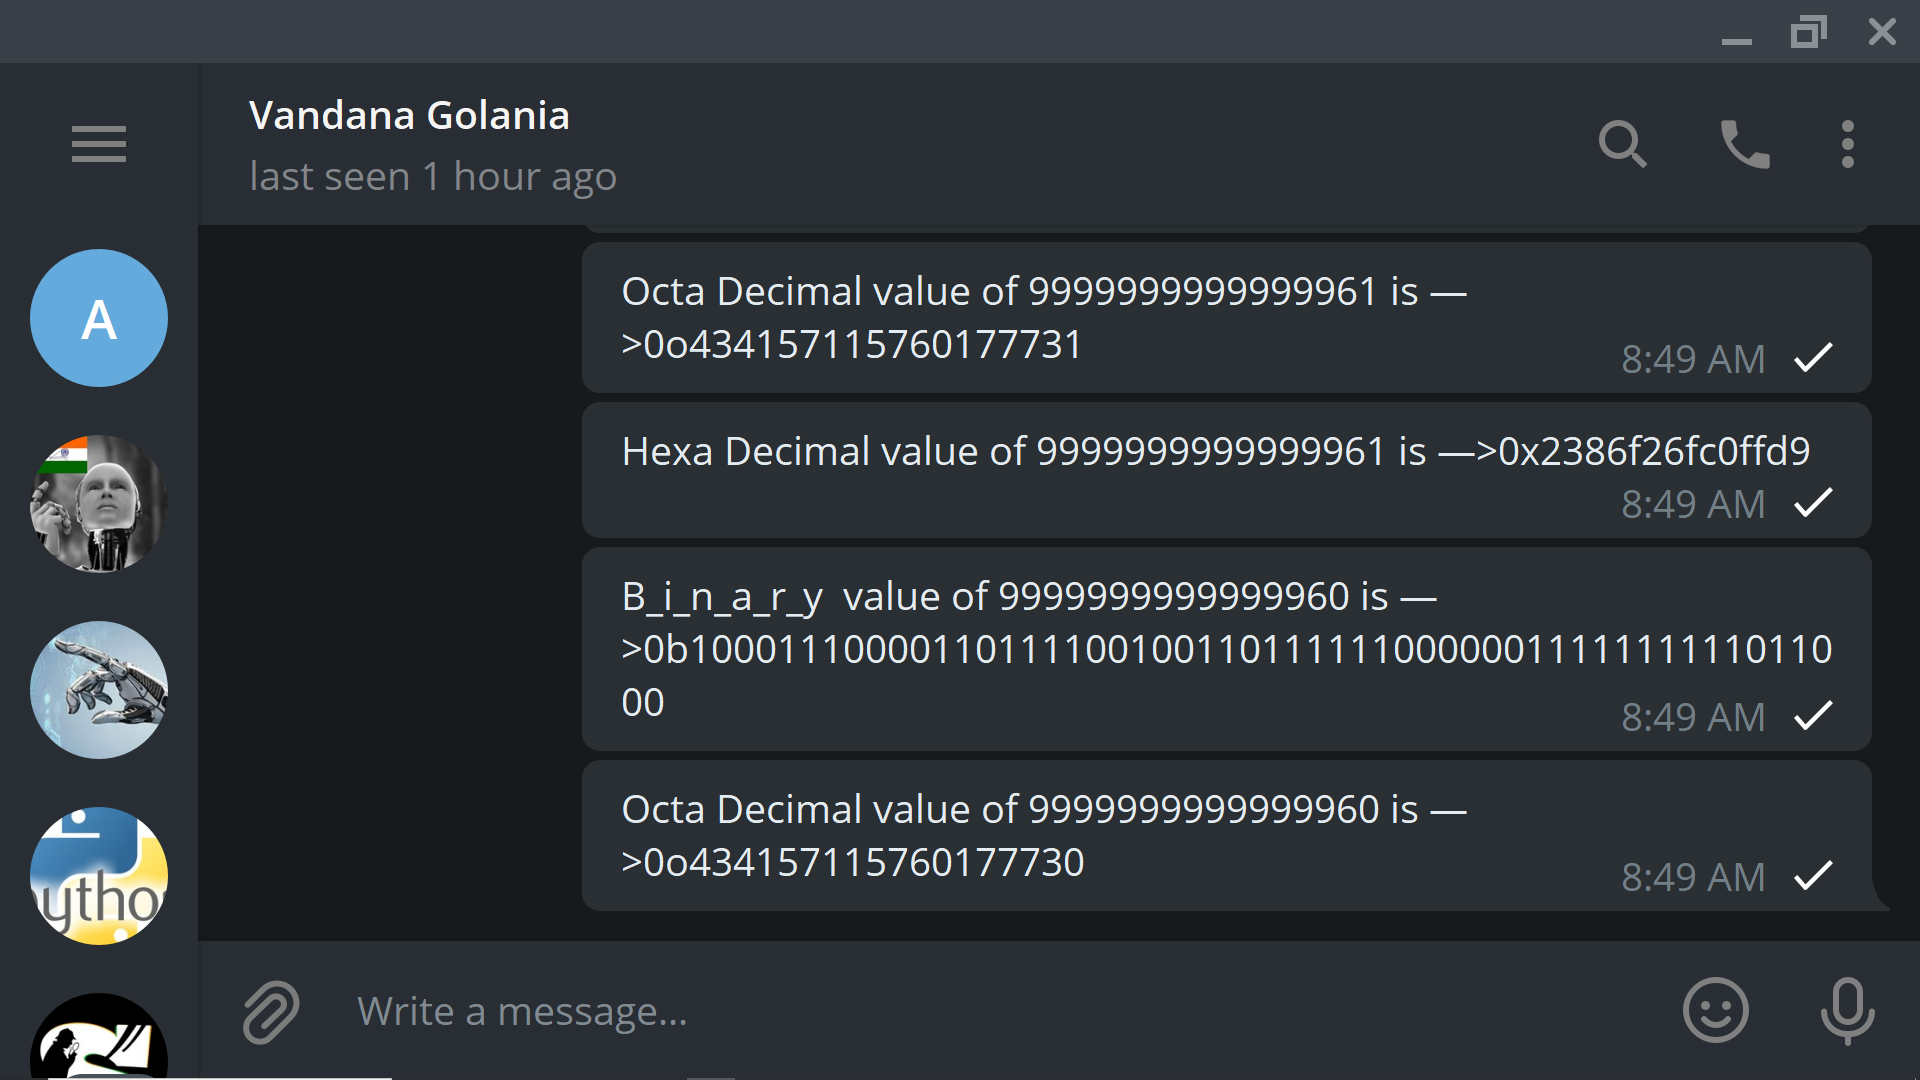 Vandana Golania
last seen 1 hour ago
A
Octa Decimal value of 9999999999999961 is —
>0o434157115760177731
8:49 AM
Hexa Decimal value of 9999999999999961 is —>0x2386f26fc0ffd9
8:49 AM
B_i_n_a_r_y  value of 9999999999999960 is —
>0b1000111000011011110010011011111100000011111111110110
00
8:49 AM
Octa Decimal value of 9999999999999960 is —
>0o434157115760177730
8:49 AM
ytho
Write a message...